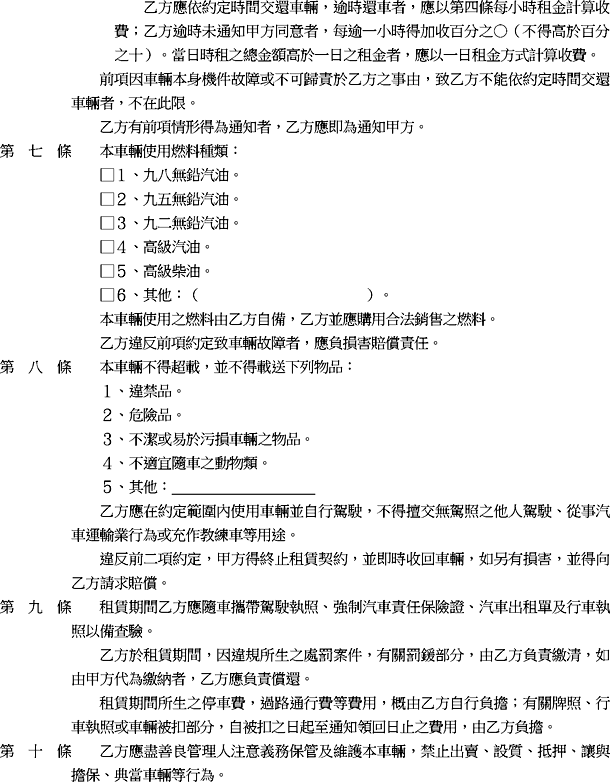 乙方應依約定時間交還車輛，逾時還車者，應以第四條每小時租金計算收
費；乙方逾時未通知甲方同意者，每逾一小時得加收百分之○（不得高於百分
之十）。當日時租之總金額高於一日之租金者，應以一日租金方式計算收費。
前項因車輛本身機件故障或不可歸責於乙方之事由，致乙方不能依約定時間交還
車輛者，不在此限。
乙方有前項情形得為通知者，乙方應即為通知甲方。
第七條 本車輛使用燃料種類：
□１、九八無鉛汽油。
□２、九五無鉛汽油。
□３、九二無鉛汽油。
□４、高級汽油。
□５、高級柴油。
□６、其他：（ ）。
本車輛使用之燃料由乙方自備，乙方並應購用合法銷售之燃料。
乙方違反前項約定致車輛故障者，應負損害賠償責任。
第八條 本車輛不得超載，並不得載送下列物品：
１、違禁品。
２、危險品。
３、不潔或易於污損車輛之物品。
４、不適宜隨車之動物類。
５、其他：＿＿＿＿＿＿＿＿＿＿
乙方應在約定範圍內使用車輛並自行駕駛，不得擅交無駕照之他人駕駛、從事汽
車運輸業行為或充作教練車等用途。
違反前二項約定，甲方得終止租賃契約，並即時收回車輛，如另有損害，並得向
乙方請求賠償。
第九條 租賃期間乙方應隨車攜帶駕駛執照、強制汽車責任保險證、汽車出租單及行車執
照以備查驗。
乙方於租賃期間，因違規所生之處罰案件，有關罰鍰部分，由乙方負責繳清，如
由甲方代為繳納者，乙方應負責償還。
租賃期間所生之停車費，過路通行費等費用，概由乙方自行負擔；有關牌照、行
車執照或車輛被扣部分，自被扣之日起至通知領回日止之費用，由乙方負擔。
第十條 乙方應盡善良管理人注意義務保管及維護本車輛，禁止出賣、設質、抵押、讓與
擔保、典當車輛等行為。